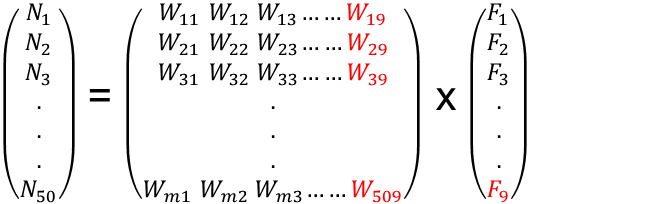 N₁ W₁₁ W₁₂ W₁₃ …… W₁₉ F₁
N₂ W₂₁ W₂₂ W₂₃ …… W₂₉ F₂
N₃ = W₃₁ W₃₂ W₃₃ …… W₃₉ x F₃
. . .
. . .
. . .
N₅₀ Wₘ₁ Wₘ₂ Wₘ₃ …… W₅₀₉ F₉